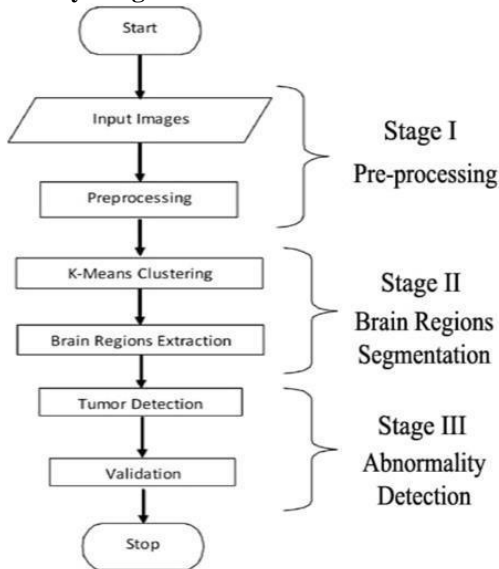 Start
Input Images
Preprocessing
K-Means Clustering
Brain Regions Extraction
Tumor Detection
Validation
Stop
Stage I
Pre-processing
Stage II
Brain Regions
Segmentation
Stage III
Abnormality
Detection